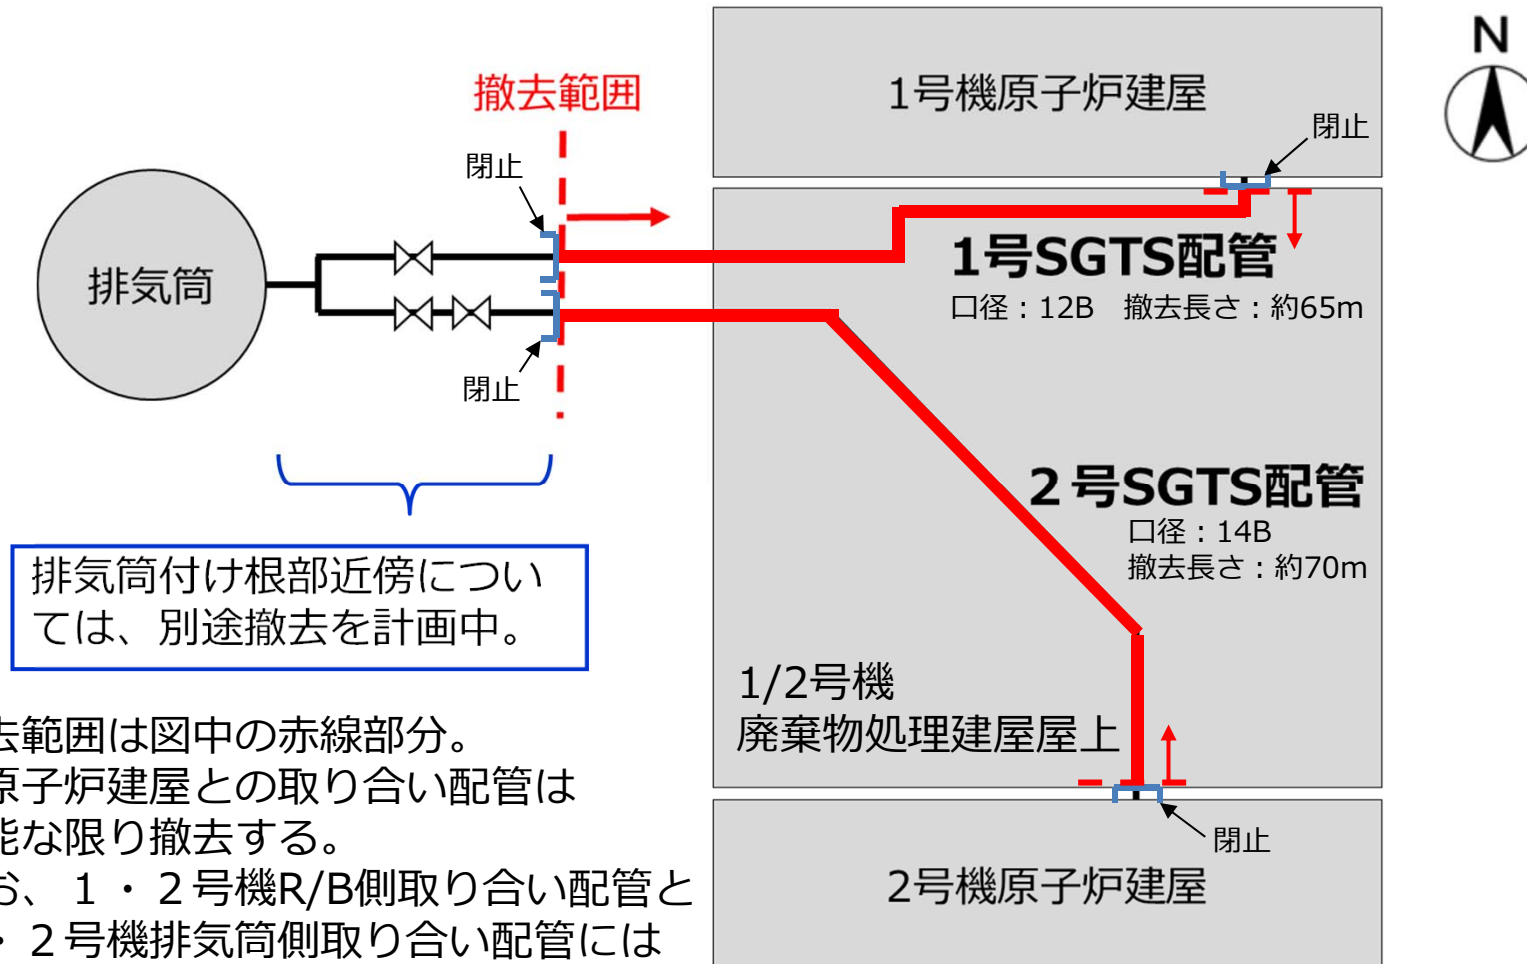 N
1号機原子炉建屋
撤去範囲
閉止
閉止
排気筒
1号SGTS配管
口径：12B　撤去長さ：約65m
閉止
２号SGTS配管
口径：14B
撤去長さ：約70m
排気筒付け根部近傍につい
ては、別途撤去を計画中。
1/2号機
廃棄物処理建屋屋上
去範囲は図中の赤線部分。
原子炉建屋との取り合い配管は
能な限り撤去する。
お、１・２号機R/B側取り合い配管と
・２号機排気筒側取り合い配管には
閉止
2号機原子炉建屋